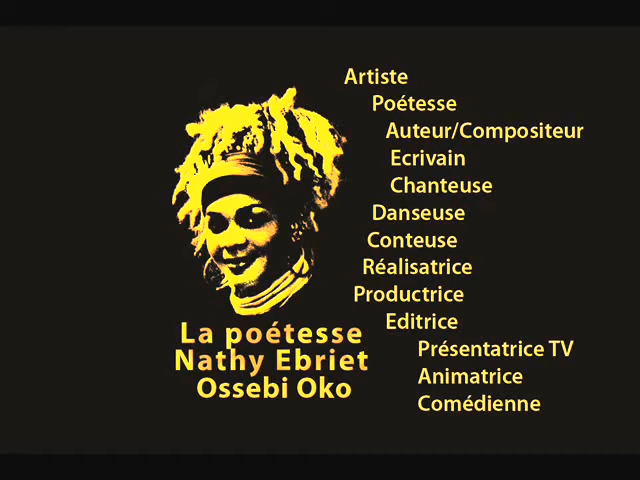 Artiste
Poétesse
Auteur/Compositeur
Ecrivain
Chanteuse
Danseuse
Conteuse
Réalisatrice
Productrice
Editrice
Présentatrice TV
Animatrice
Comédienne
La poétesse
Nathy Ebriet
Ossebi Oko